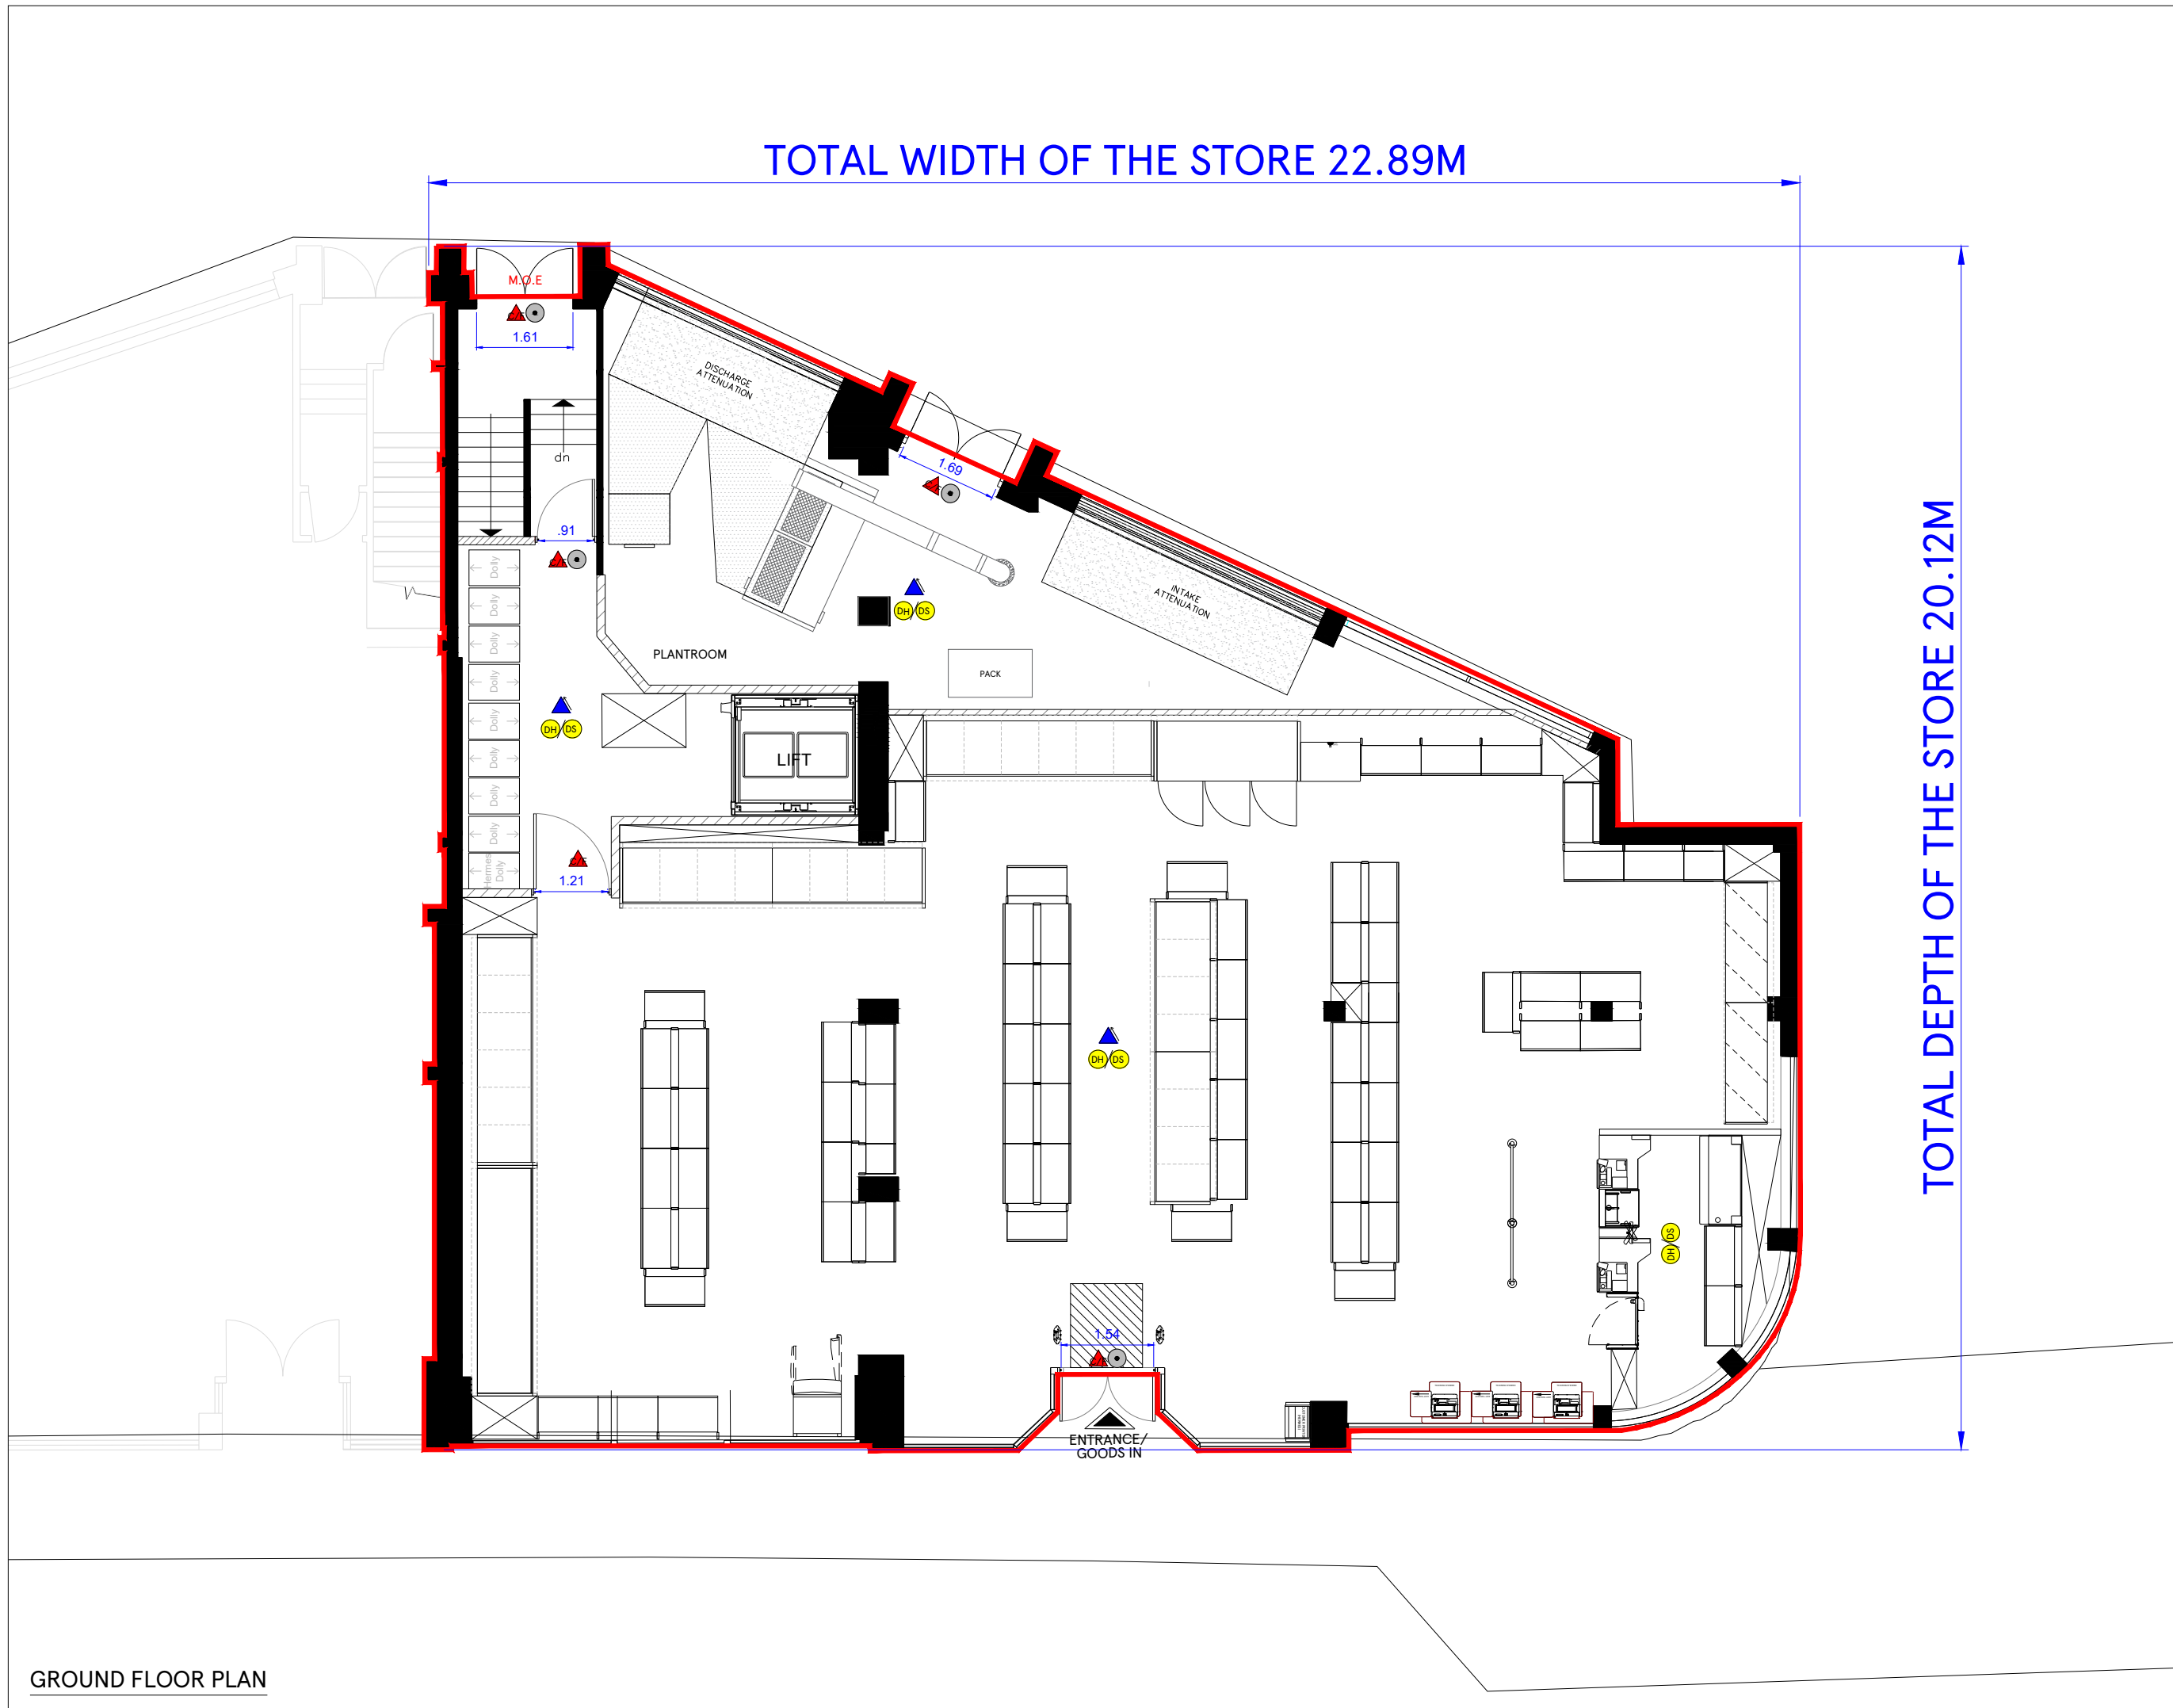 TOTAL WIDTH OF THE STORE 22.89M
TOTAL DEPTH OF THE STORE 20.12M
M.O.E
C/F
1.61
DISCHARGE
ATTENUATION
dn
1.69
.91
C/F
Dolly
Dolly
Dolly
Dolly
Dolly
Dolly
Dolly
Dolly
Hermes
Dolly
DH/DS
INTAKE
ATTENUATION
PLANTROOM
PACK
DH/DS
LIFT
C/F
1.21
DH/DS
DH/DS
1.54
C/F
ENTRANCE/
GOODS IN
GROUND FLOOR PLAN